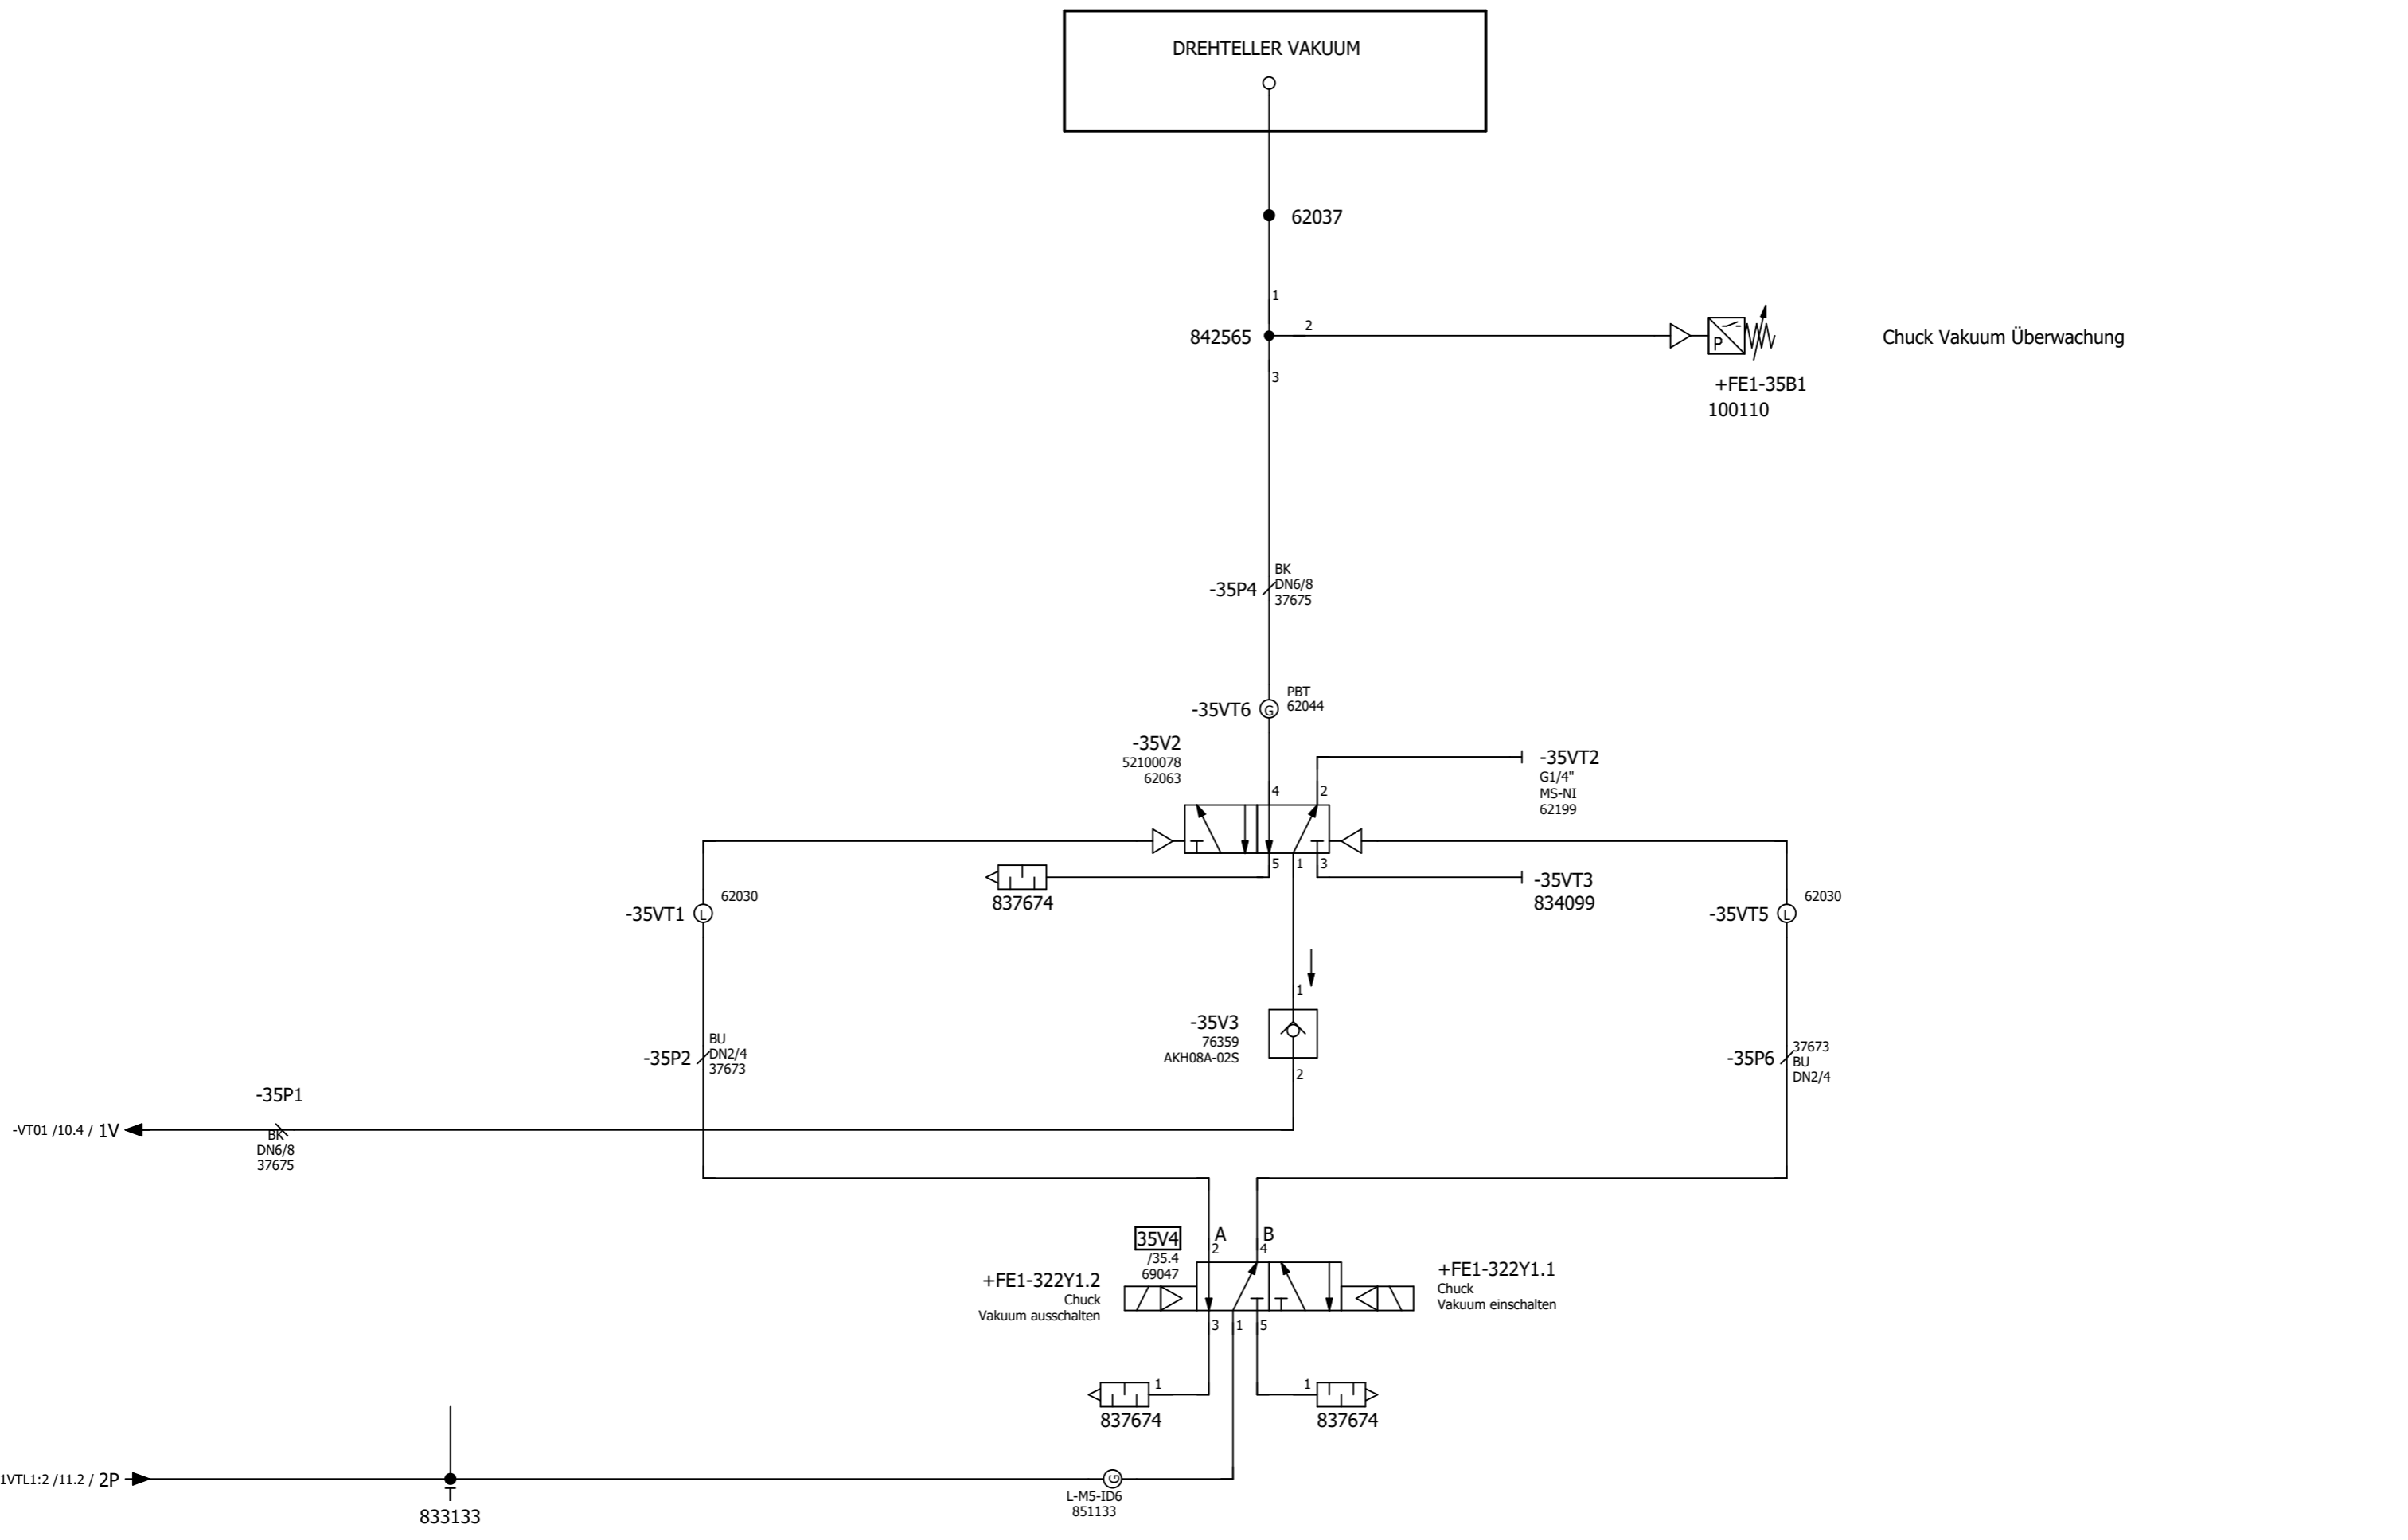 DREHTELLER VAKUUM
62037
1
842565
2
3
P
Chuck Vakuum Überwachung
+FE1-35B1
100110
-35P4
BK
DN6/8
37675
-35VT6
G
PBT
62044
-35V2
52100078
62063
4
2
-35VT2
G1/4"
MS-NI
62199
5
1
3
837674
-35VT3
834099
-35VT1
L
62030
-35VT5
L
62030
1
-35V3
76359
AKH08A-02S
2
-35P2
BU
DN2/4
37673
-35P6
37673
BU
DN2/4
-35P1
BK
DN6/8
37675
-VT01 /10.4 / 1V
35V4
/35.4
69047
A
2
B
4
+FE1-322Y1.2
Chuck
Vakuum ausschalten
+FE1-322Y1.1
Chuck
Vakuum einschalten
3
1
5
1
837674
1
837674
1VTL1:2 /11.2 / 2P
833133
G
L-M5-ID6
851133